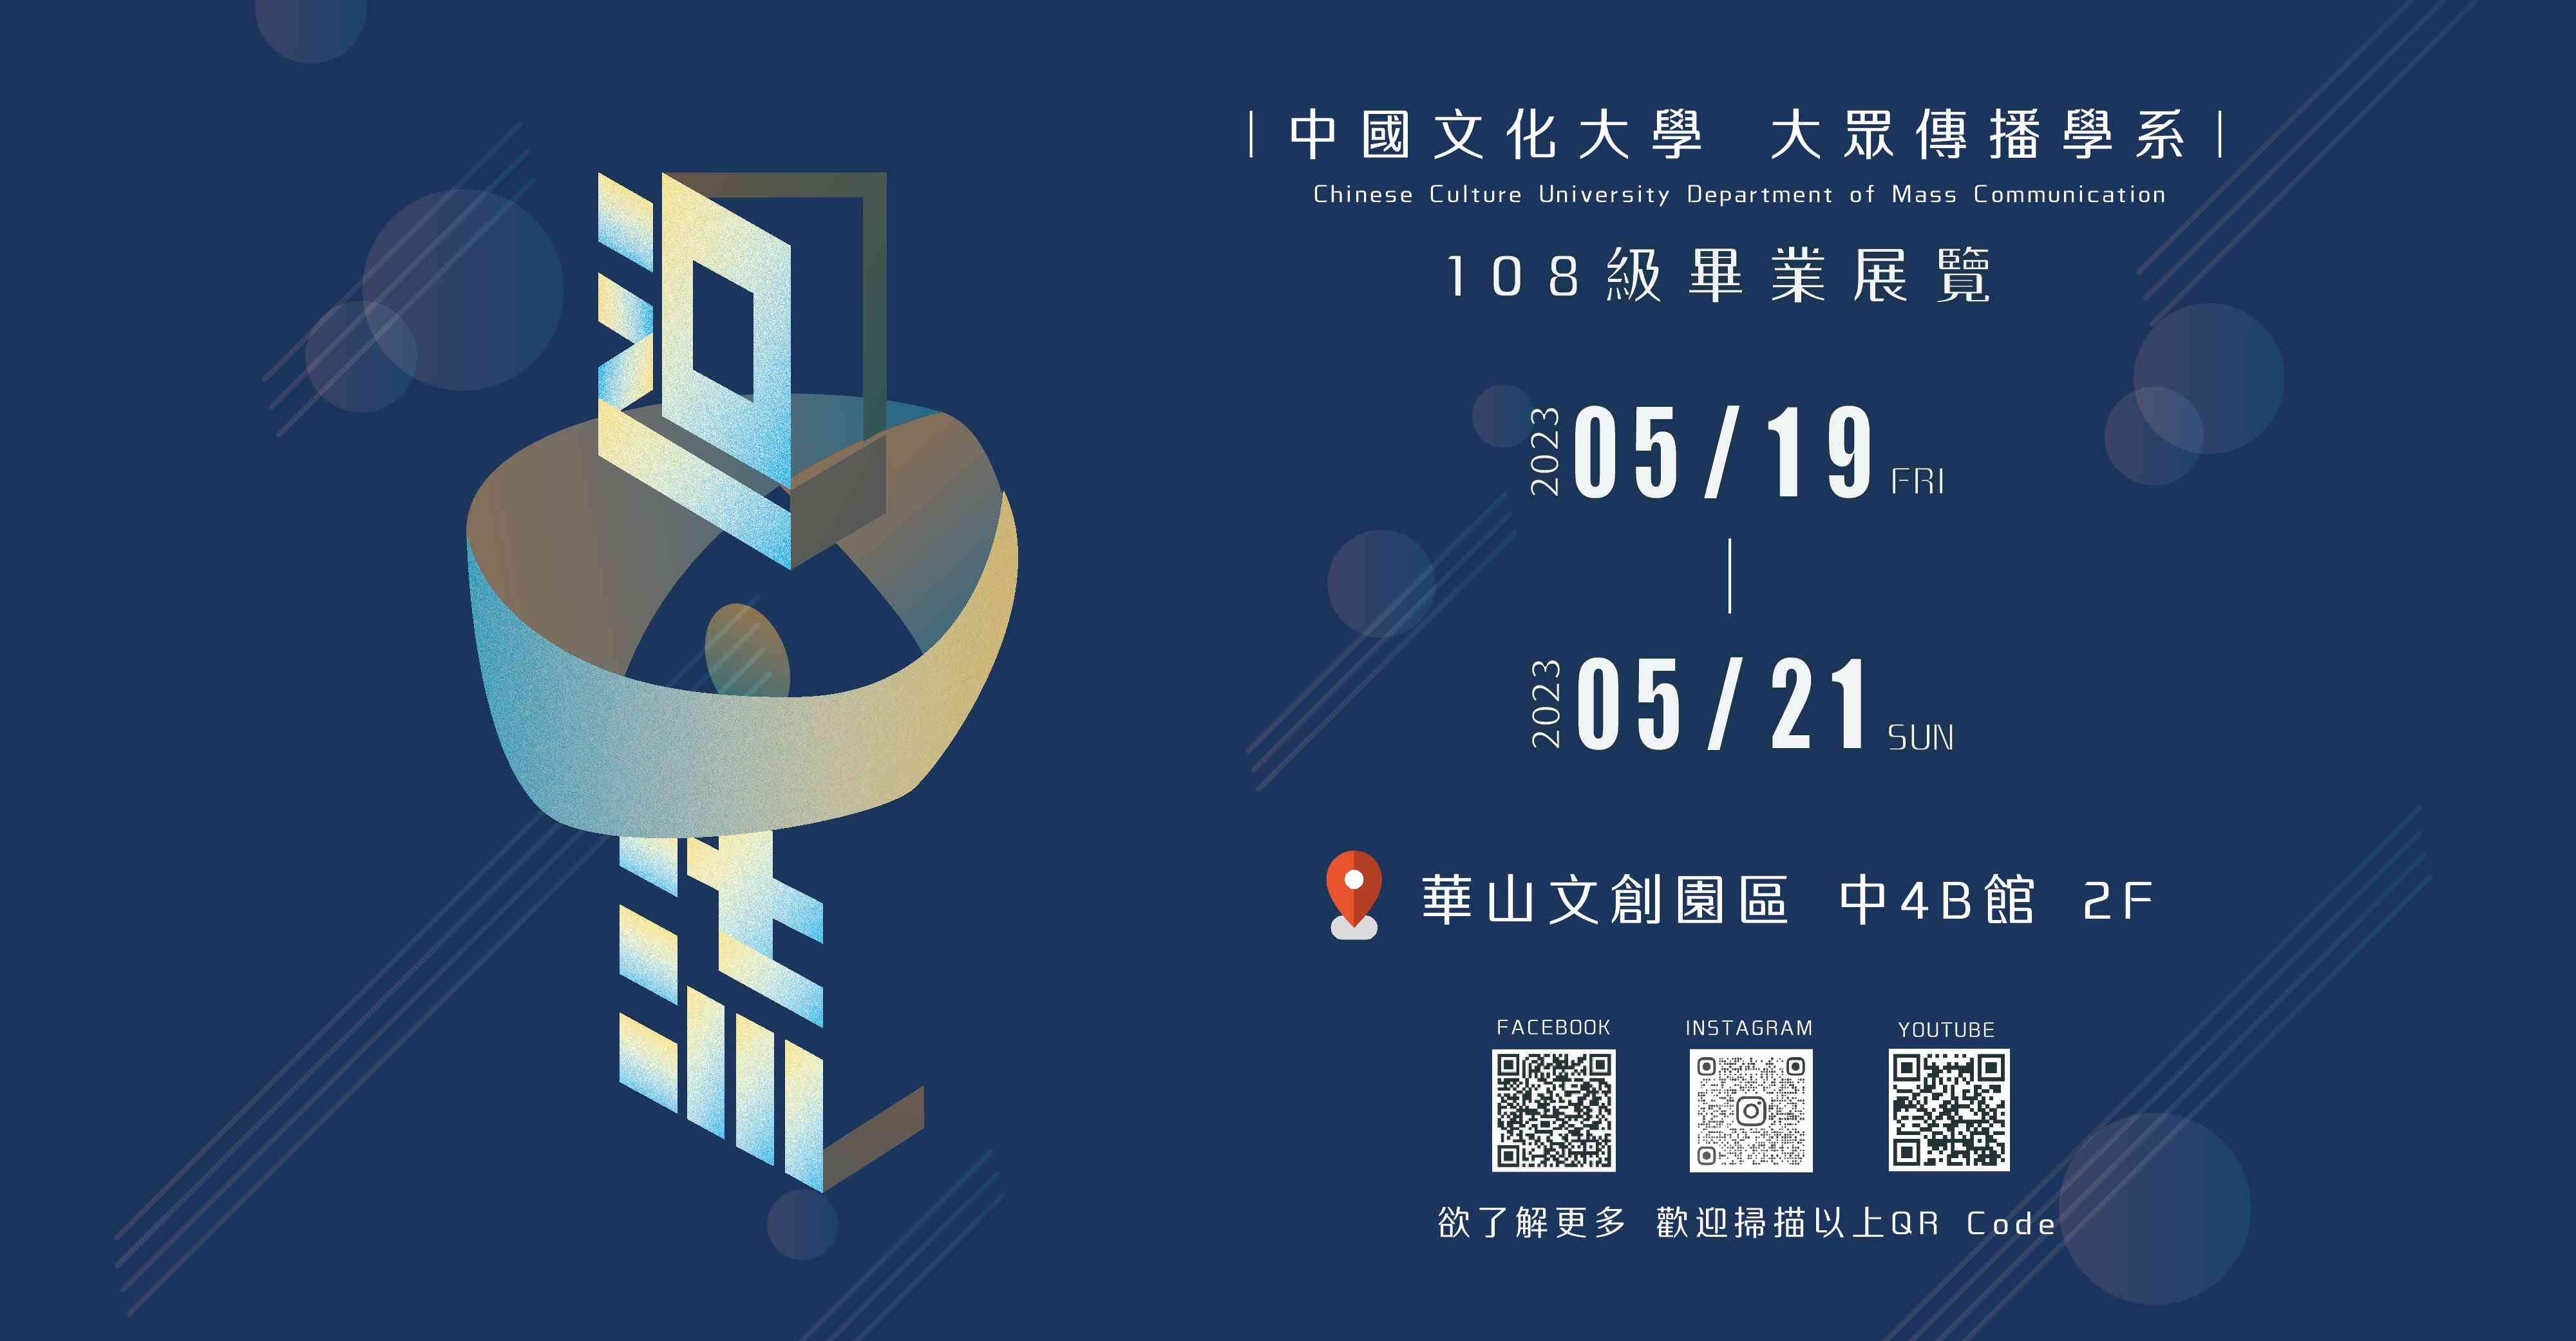 迴流
中國文化大學 大眾傳播學系
Chinese Culture University Department of Mass Communication
108級畢業展覽
2023 05/19 FRI
2023 05/21 SUN
華山文創園區 中4B館 2F
FACEBOOK INSTAGRAM YOUTUBE
欲了解更多 歡迎掃描以上QR Code